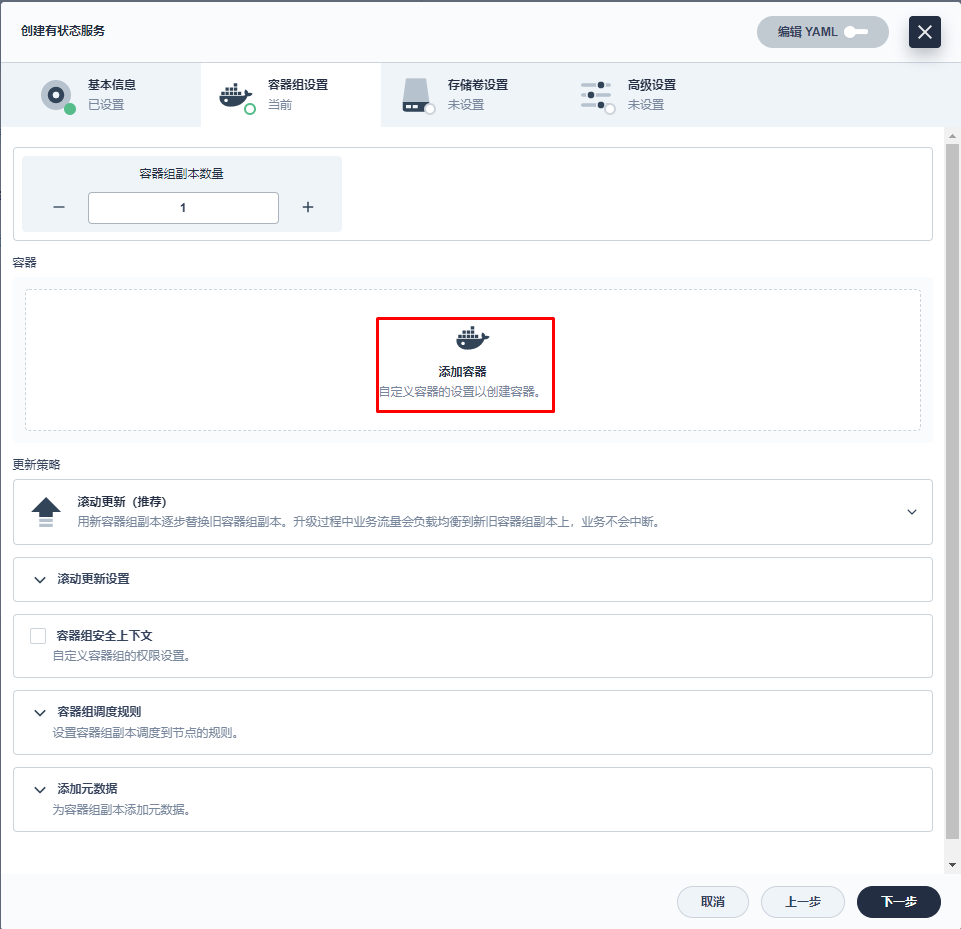 创建有状态服务
编辑 YAML
基本信息
已设置
容器组设置
当前
存储卷设置
未设置
高级设置
未设置
容器组副本数量
1
容器
添加容器
自定义容器的设置以创建容器。
更新策略
滚动更新（推荐）
用新容器组副本逐步替换旧容器组副本。升级过程中业务流量会负载均衡到新旧容器组副本上，业务不会中断。
滚动更新设置
容器组安全上下文
自定义容器组的权限设置。
容器组调度规则
设置容器组副本调度到节点的规则。
添加元数据
为容器组副本添加元数据。
取消
上一步
下一步